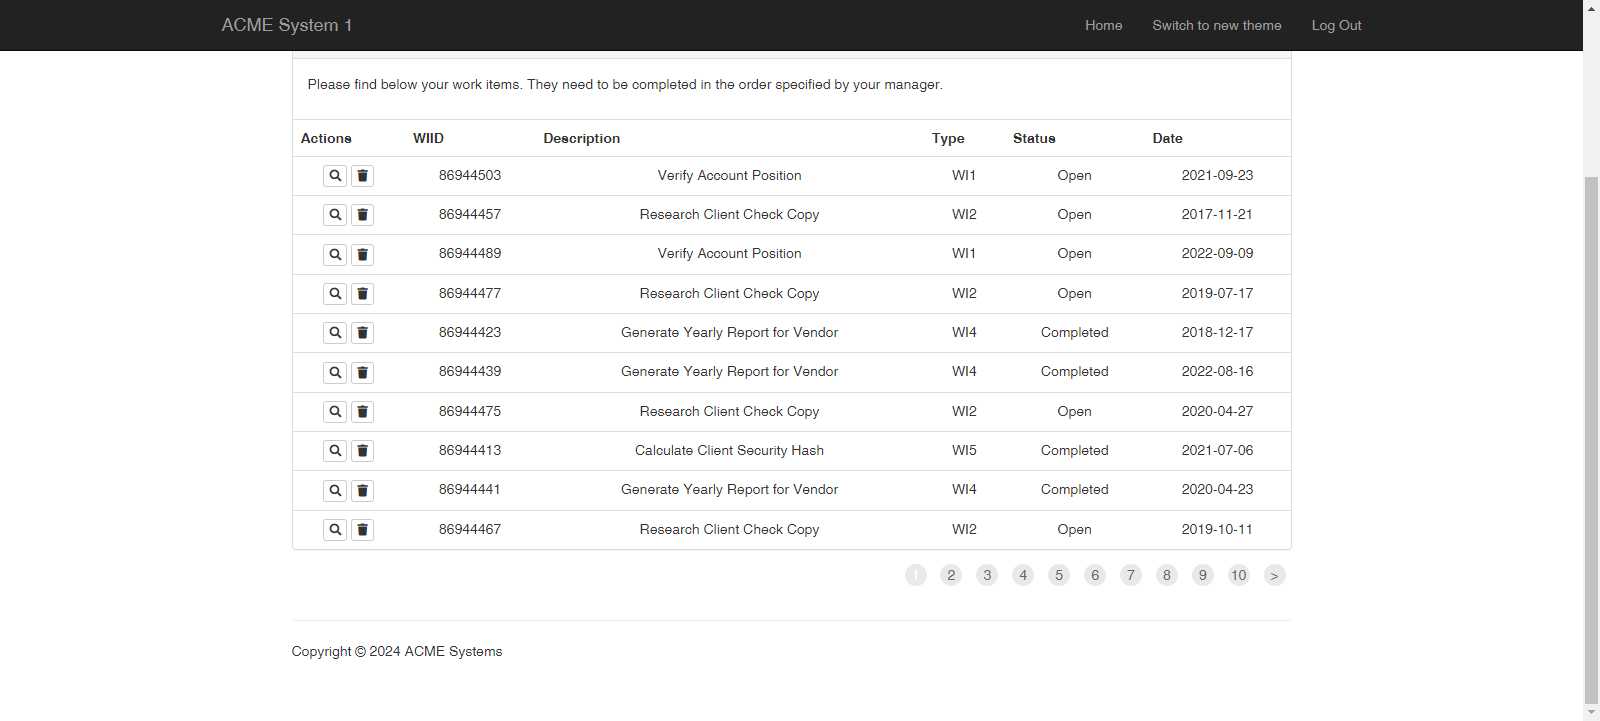 ACME System 1 Home Switch to new theme Log Out
Please find below your work items. They need to be completed in the order specified by your manager.
Actions WIID Description Type Status Date
86944503 Verify Account Position WI1 Open 2021-09-23
86944457 Research Client Check Copy WI2 Open 2017-11-21
86944489 Verify Account Position WI1 Open 2022-09-09
86944477 Research Client Check Copy WI2 Open 2019-07-17
86944423 Generate Yearly Report for Vendor WI4 Completed 2018-12-17
86944439 Generate Yearly Report for Vendor WI4 Completed 2022-08-16
86944475 Research Client Check Copy WI2 Open 2020-04-27
86944413 Calculate Client Security Hash WI5 Completed 2021-07-06
86944441 Generate Yearly Report for Vendor WI4 Completed 2020-04-23
86944467 Research Client Check Copy WI2 Open 2019-10-11
1 2 3 4 5 6 7 8 9 10 >
Copyright © 2024 ACME Systems